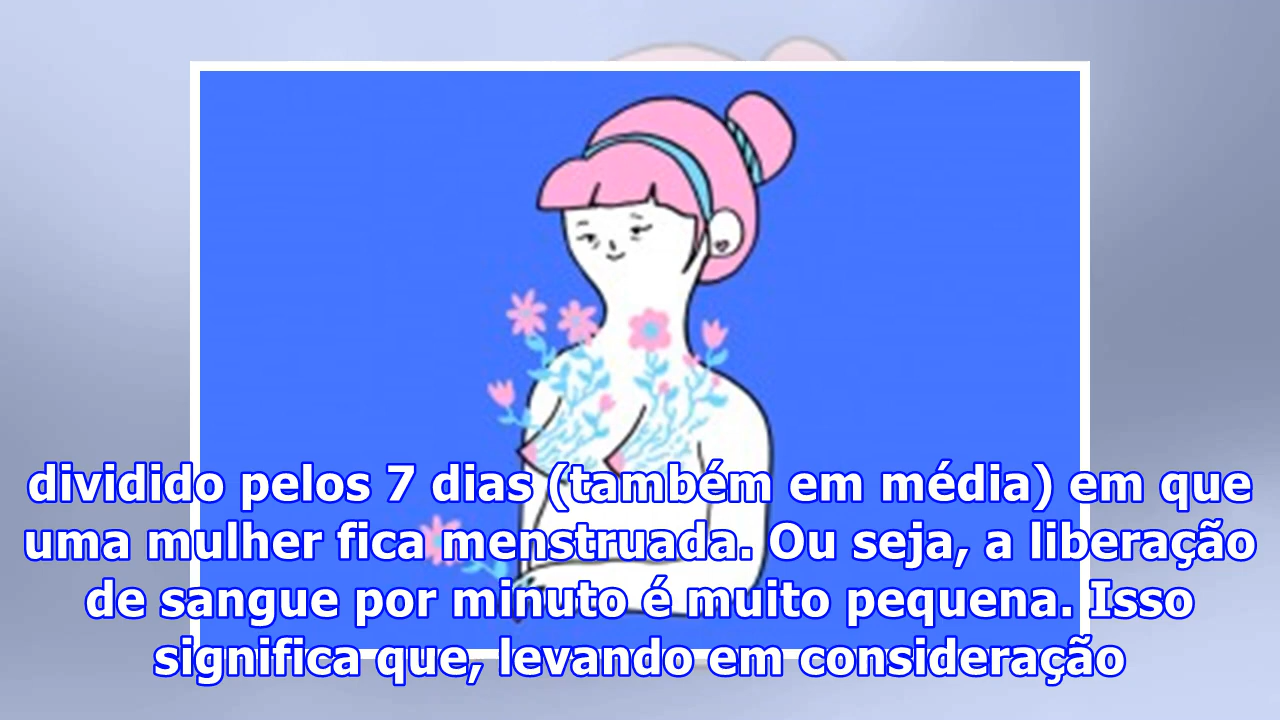 dividido pelos 7 dias (também em média) em que
uma mulher fica menstruada. Ou seja, a liberação
de sangue por minuto é muito pequena. Isso
significa que, levando em consideração